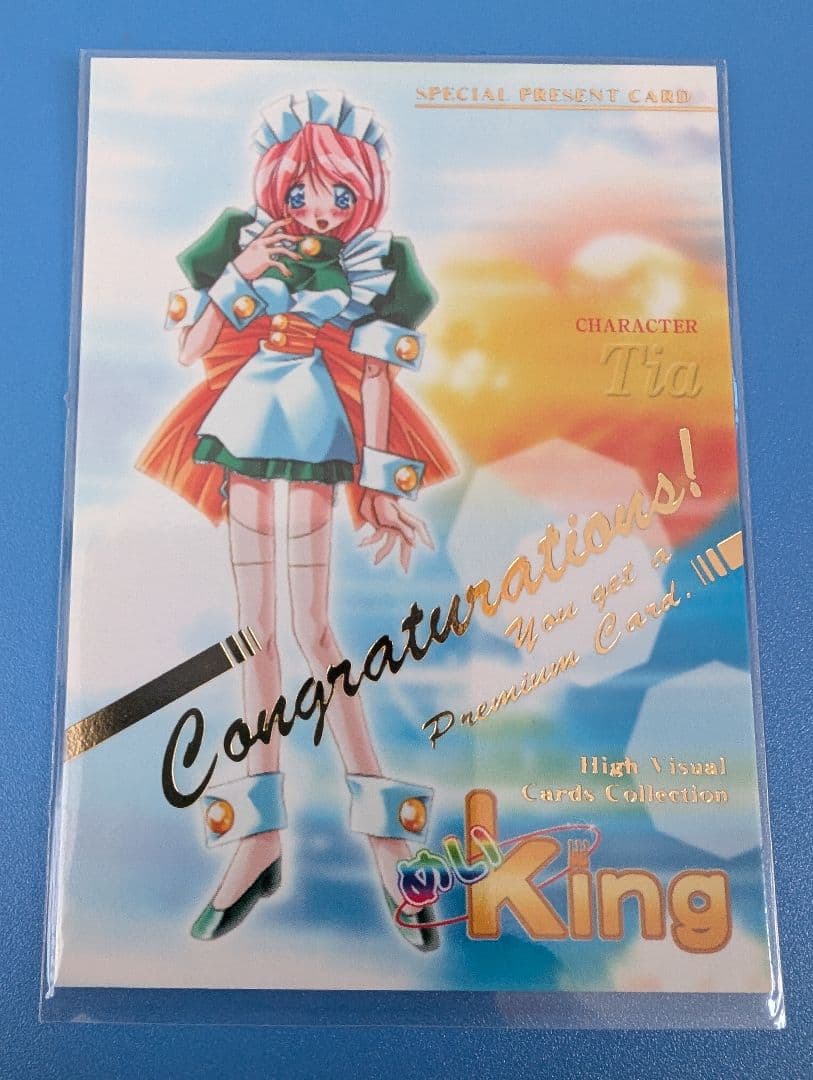 SPECIAL PRESENT CARD
CHARACTER
Tia
Congraturations!
You get a
Premium Card.
High Visual
Cards Collection
めい
King